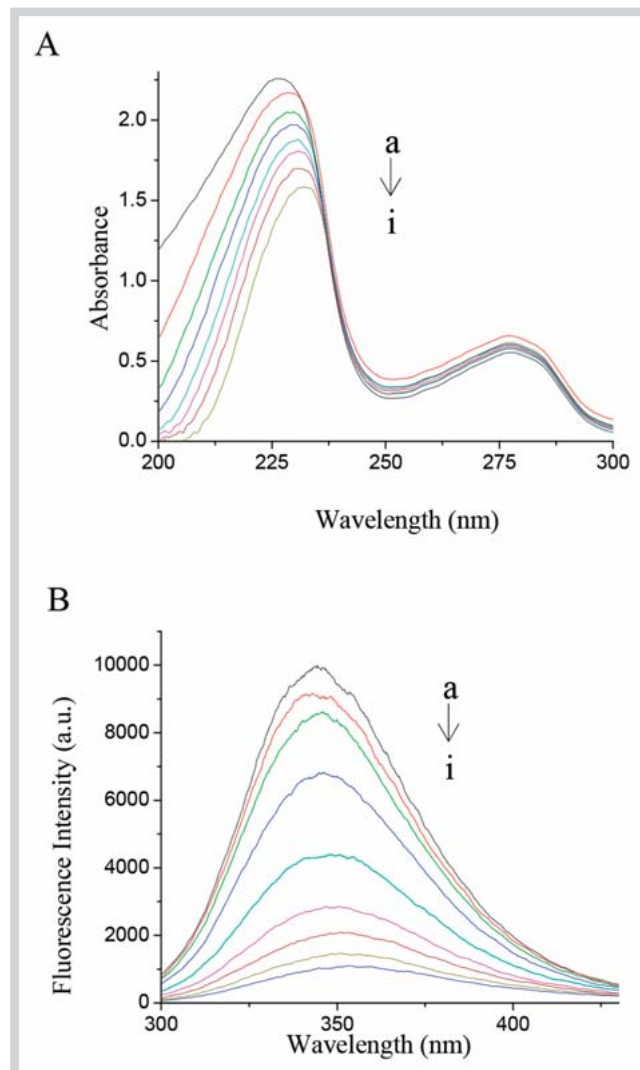 A
2.0
1.5
1.0
0.5
0.0
Absorbance
a
i
200 225 250 275 300
Wavelength (nm)
B
10000
8000
6000
4000
2000
0
Fluorescence Intensity (a.u.)
a
i
300 350 400
Wavelength (nm)